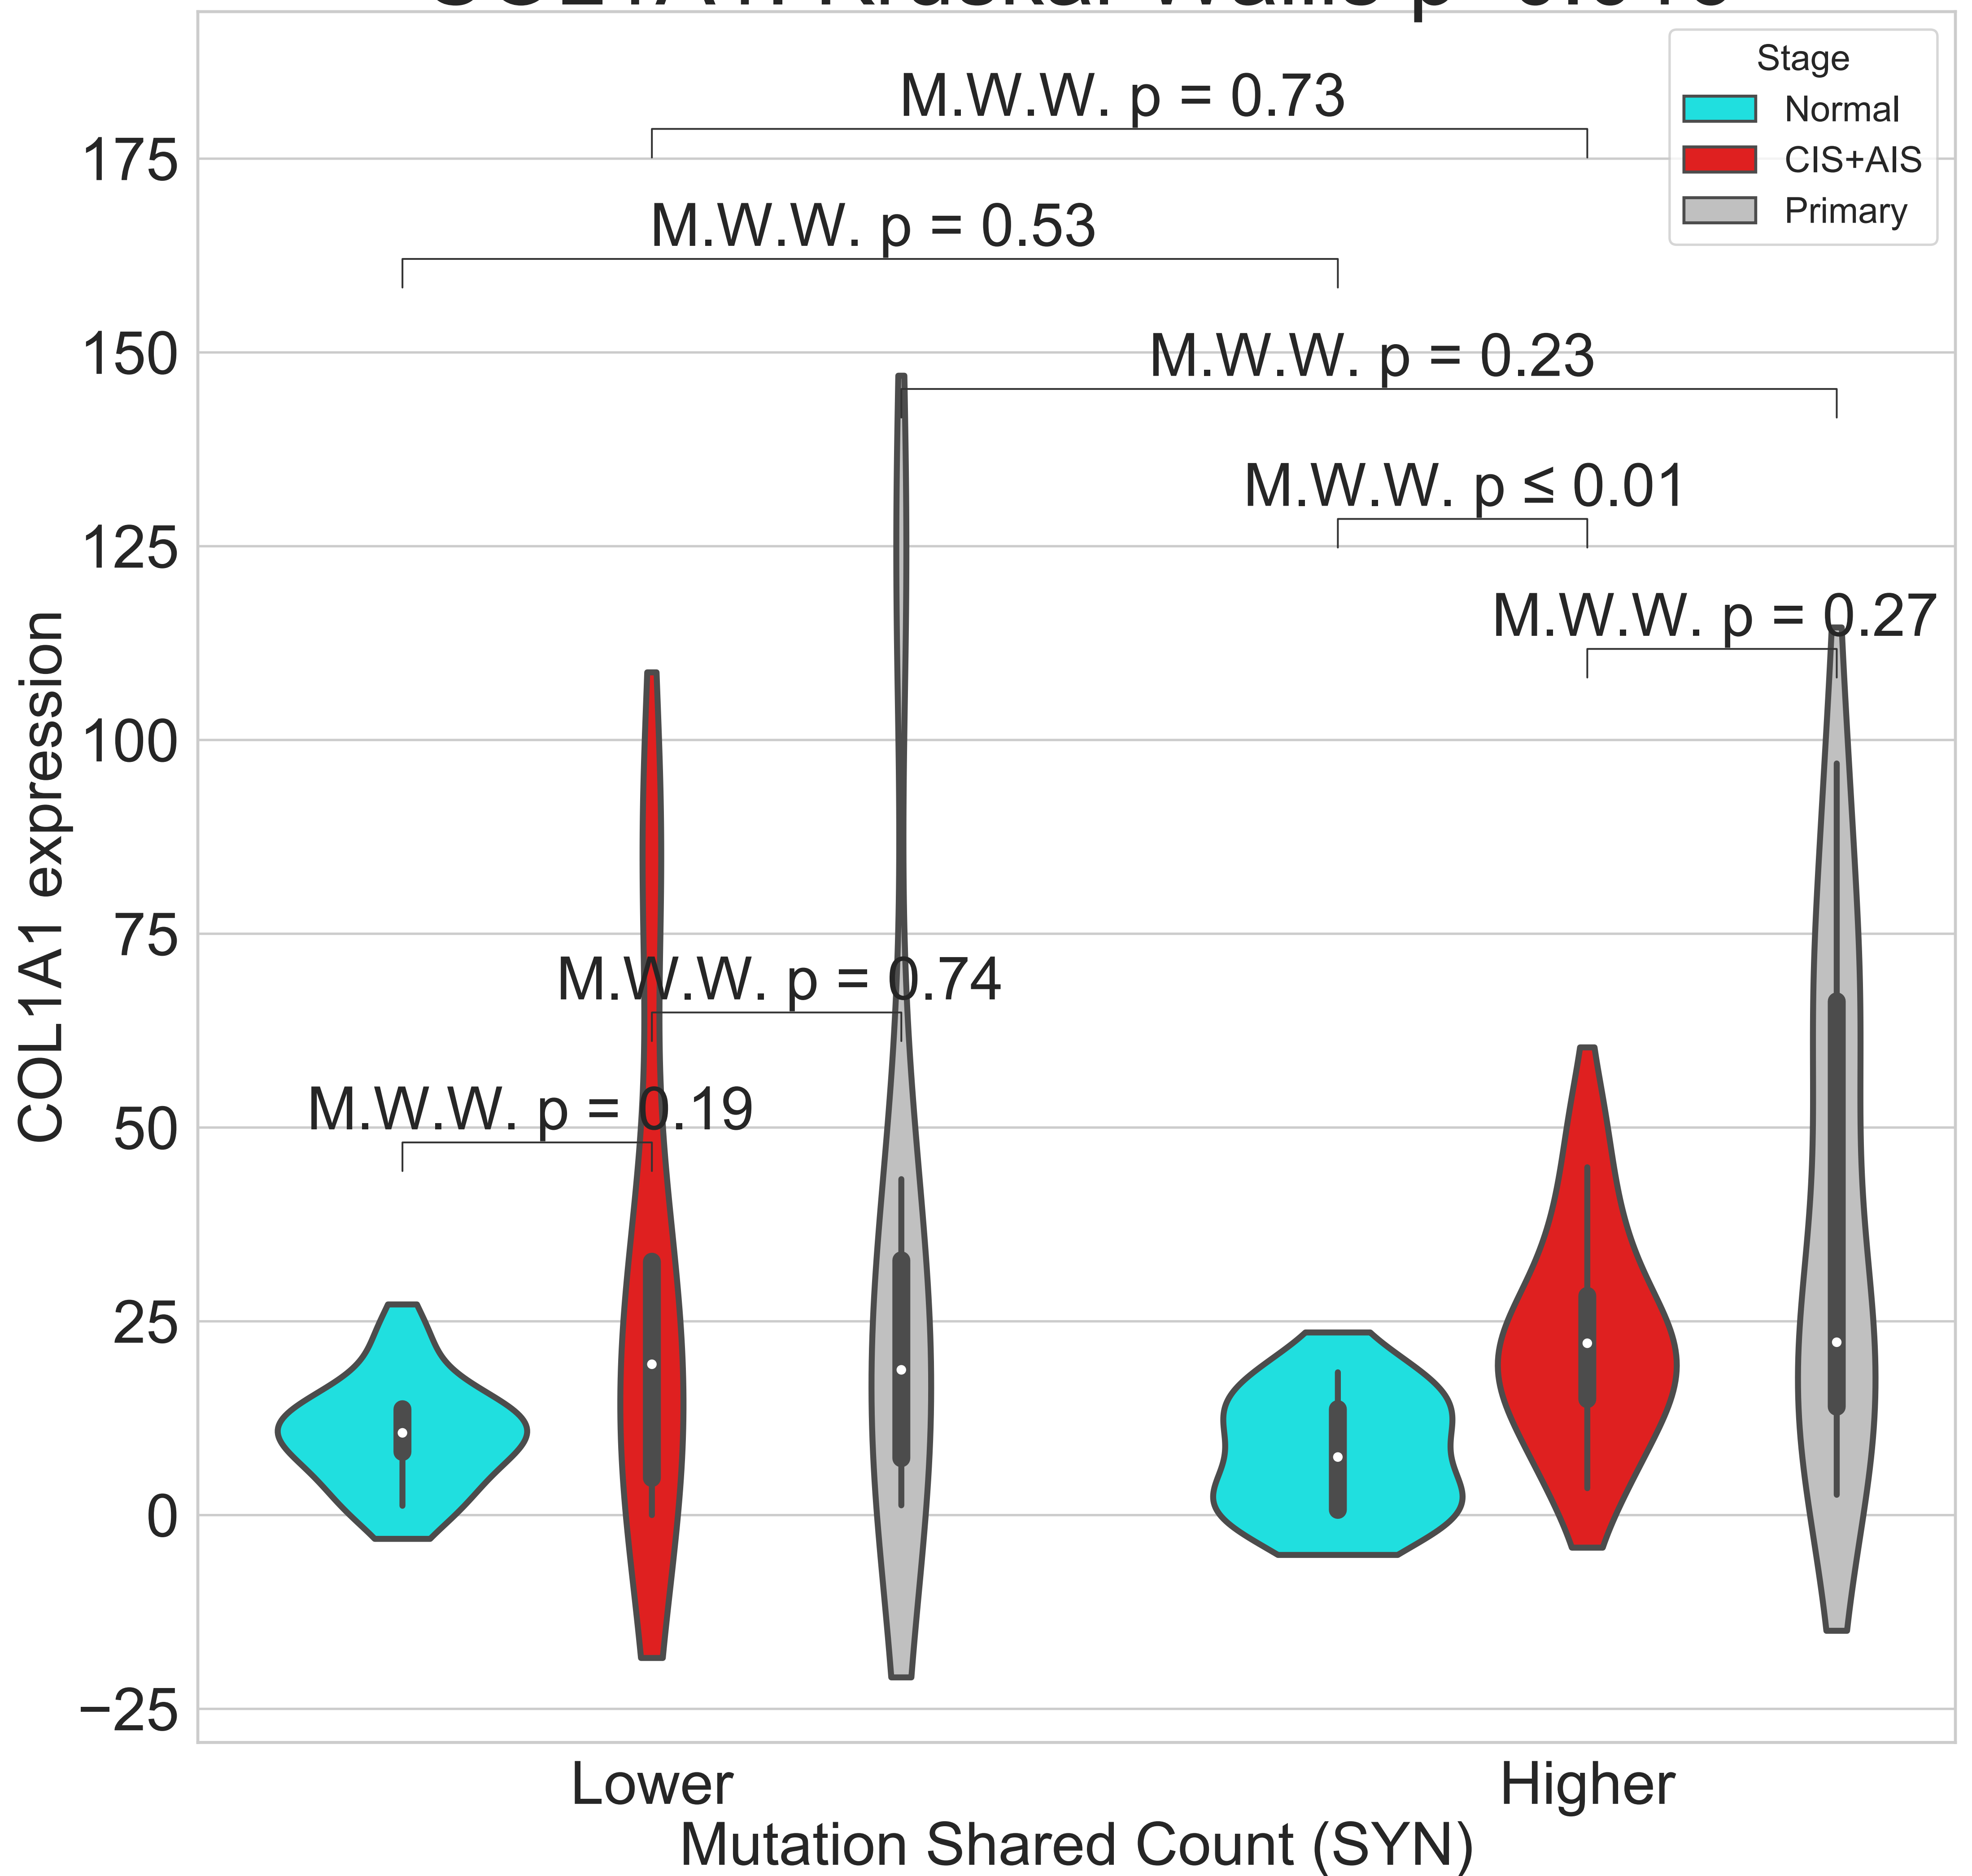 Stage
Normal
CIS+AIS
Primary
M.W.W. p = 0.73
M.W.W. p = 0.53
M.W.W. p = 0.23
M.W.W. p ≤ 0.01
M.W.W. p = 0.27
M.W.W. p = 0.74
M.W.W. p = 0.19
175
150
125
100
75
50
25
0
−25
COL1A1 expression
Lower
Higher
Mutation Shared Count (SYN)